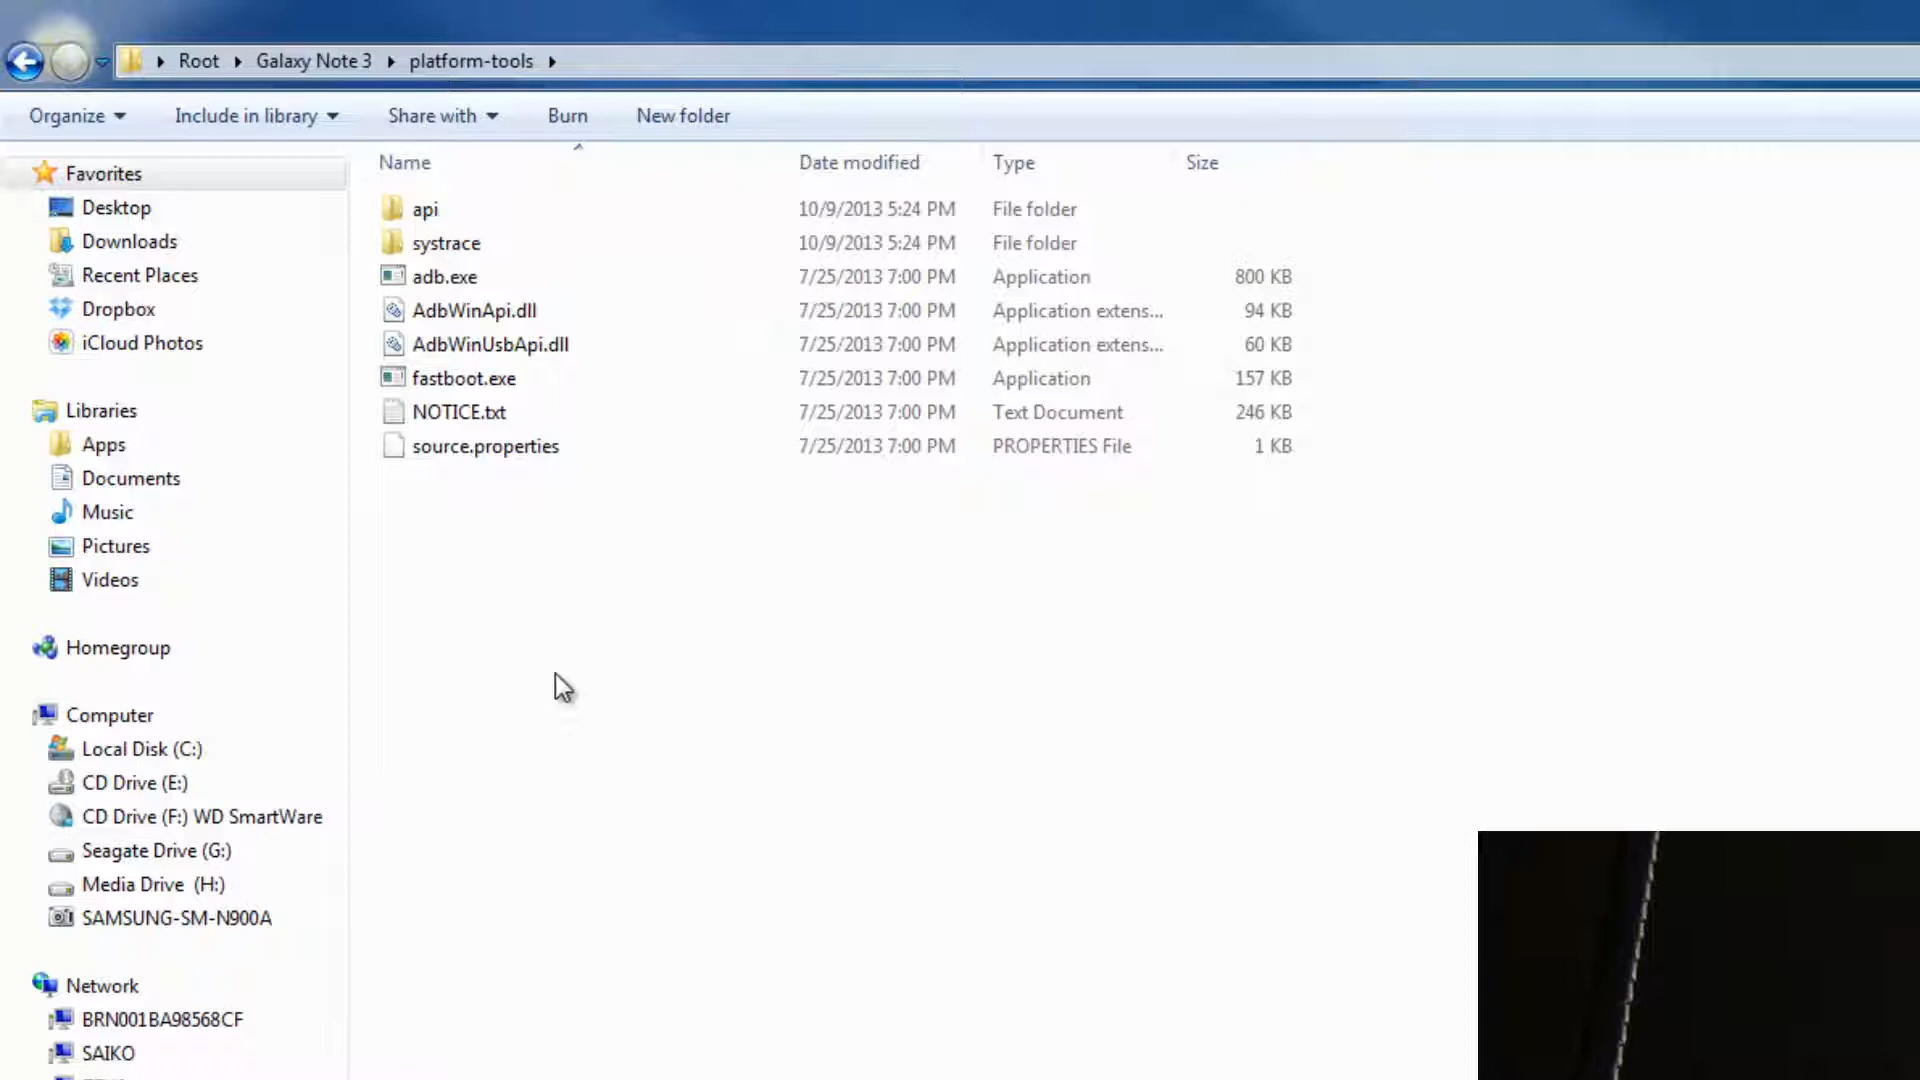 Root Galaxy Note 3 platform-tools
Organize Include in library Share with Burn New folder
Name Date modified Type Size
Favorites
Desktop
Downloads
Recent Places
Dropbox
iCloud Photos
Libraries
Apps
Documents
Music
Pictures
Videos
Homegroup
Computer
Local Disk (C:)
CD Drive (E:)
CD Drive (F:) WD SmartWare
Seagate Drive (G:)
Media Drive (H:)
SAMSUNG-SM-N900A
Network
BRN001BA98568CF
SAIKO
api 10/9/2013 5:24 PM File folder
systrace 10/9/2013 5:24 PM File folder
adb.exe 7/25/2013 7:00 PM Application 800 KB
AdbWinApi.dll 7/25/2013 7:00 PM Application extens... 94 KB
AdbWinUsbApi.dll 7/25/2013 7:00 PM Application extens... 60 KB
fastboot.exe 7/25/2013 7:00 PM Application 157 KB
NOTICE.txt 7/25/2013 7:00 PM Text Document 246 KB
source.properties 7/25/2013 7:00 PM PROPERTIES File 1 KB